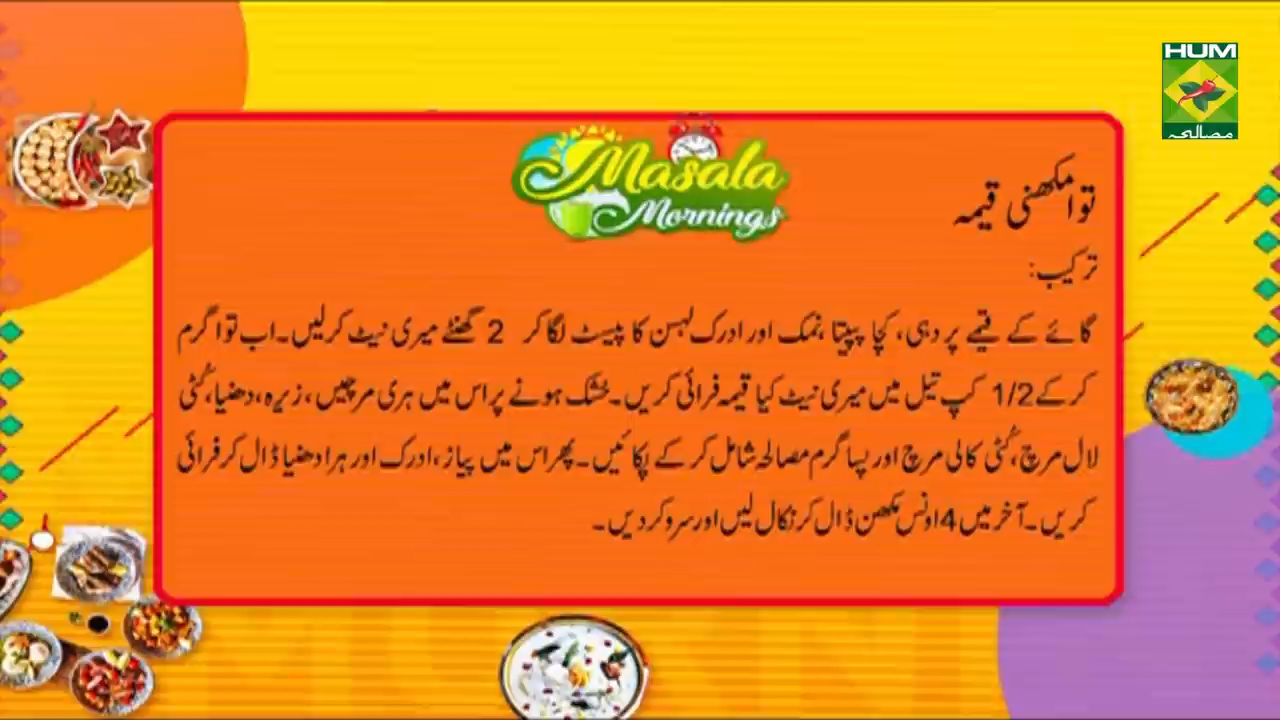 HUM
مصالحہ
Masala
Mornings
توا مکھنی قیمہ
ترکیب:
گائے کے قیمے پر دہی، کچا پپیتا، نمک اور ادرک لہسن کا پیسٹ لگا کر 2 گھنٹے میری نیٹ کرلیں۔ اب توا گرم
کرکے 1/2 کپ تیل میں میری نیٹ کیا قیمہ فرائی کریں۔ خشک ہونے پر اس میں ہری مرچیں، زیرہ، دھنیا، کُٹی
لال مرچ، کُٹی کالی مرچ اور پسا گرم مصالحہ شامل کر کے پکائیں۔ پھر اس میں پیاز، ادرک اور ہرا دھنیا ڈال کر فرائی
کریں۔ آخر میں 4 اونس مکھن ڈال کر نکال لیں اور سرو کردیں۔